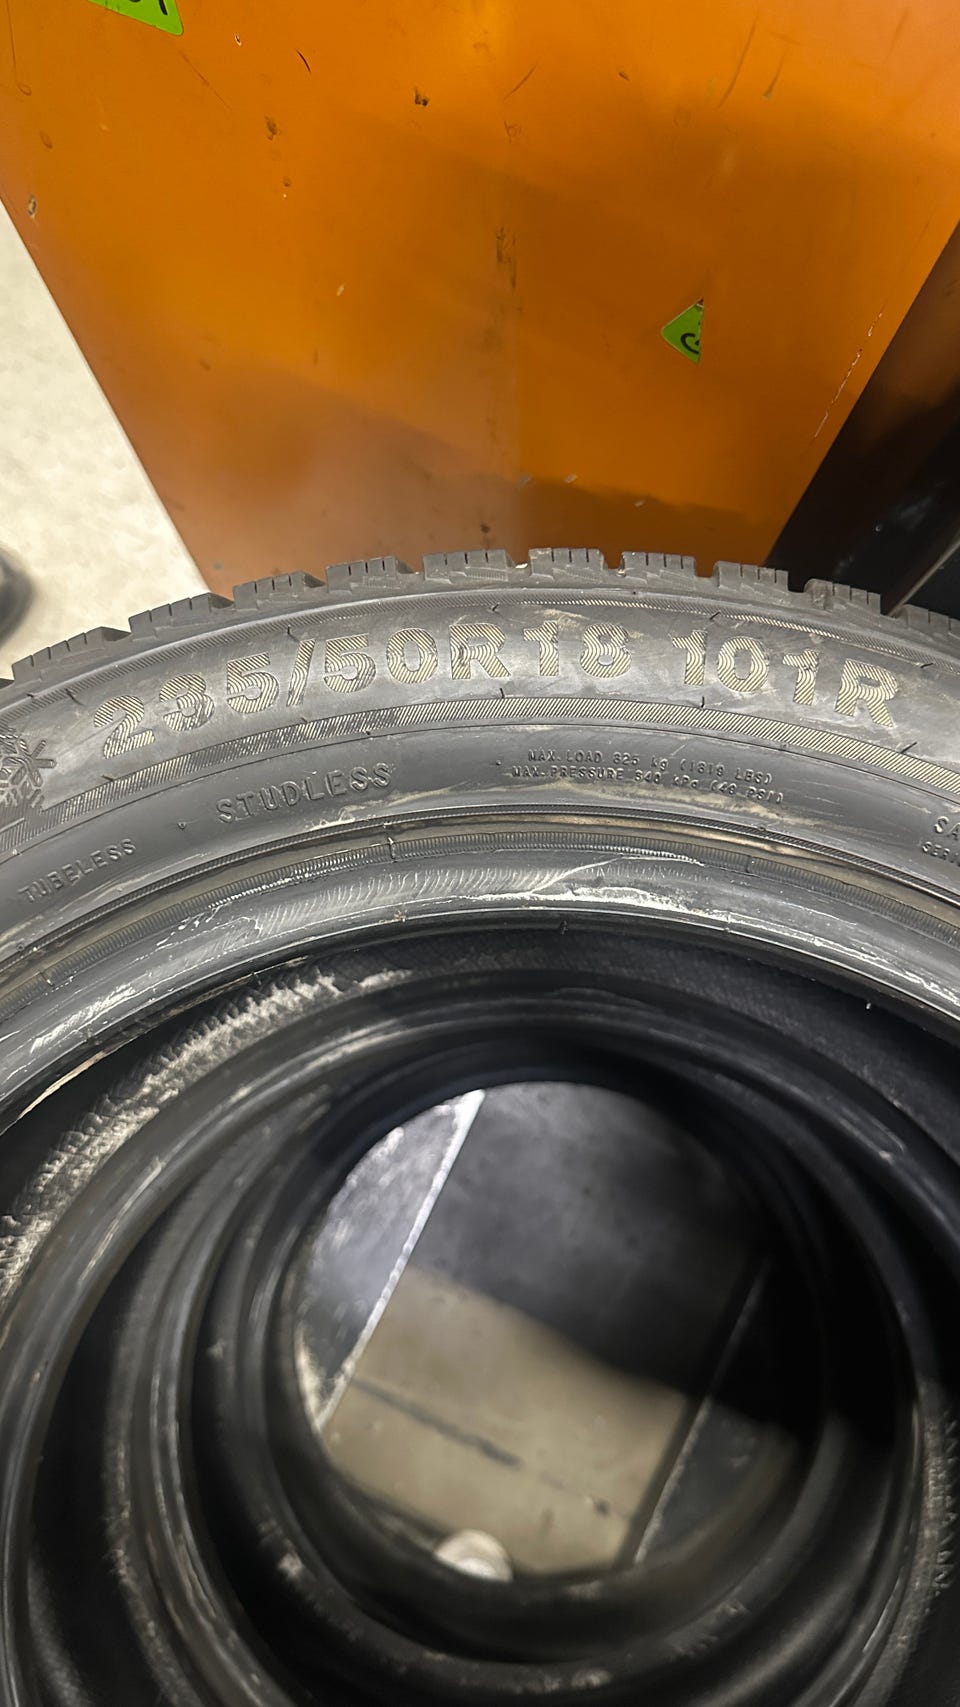 235/50R18 101R
STUDLESS
MAX. LOAD 825 kg (1819 LBS)
MAX. PRESSURE 340 kPa (49 PSI)
TUBELESS